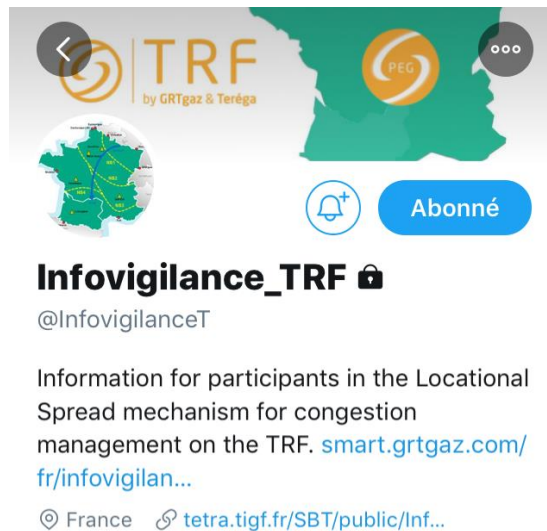 TRF
by GRTgaz & Teréga
PEG
Abonné
Infovigilance_TRF
@InfovigilanceT
Information for participants in the Locational
Spread mechanism for congestion
management on the TRF. smart.grtgaz.com/
fr/infovigilan...
France tetra.tigf.fr/SBT/public/Inf...